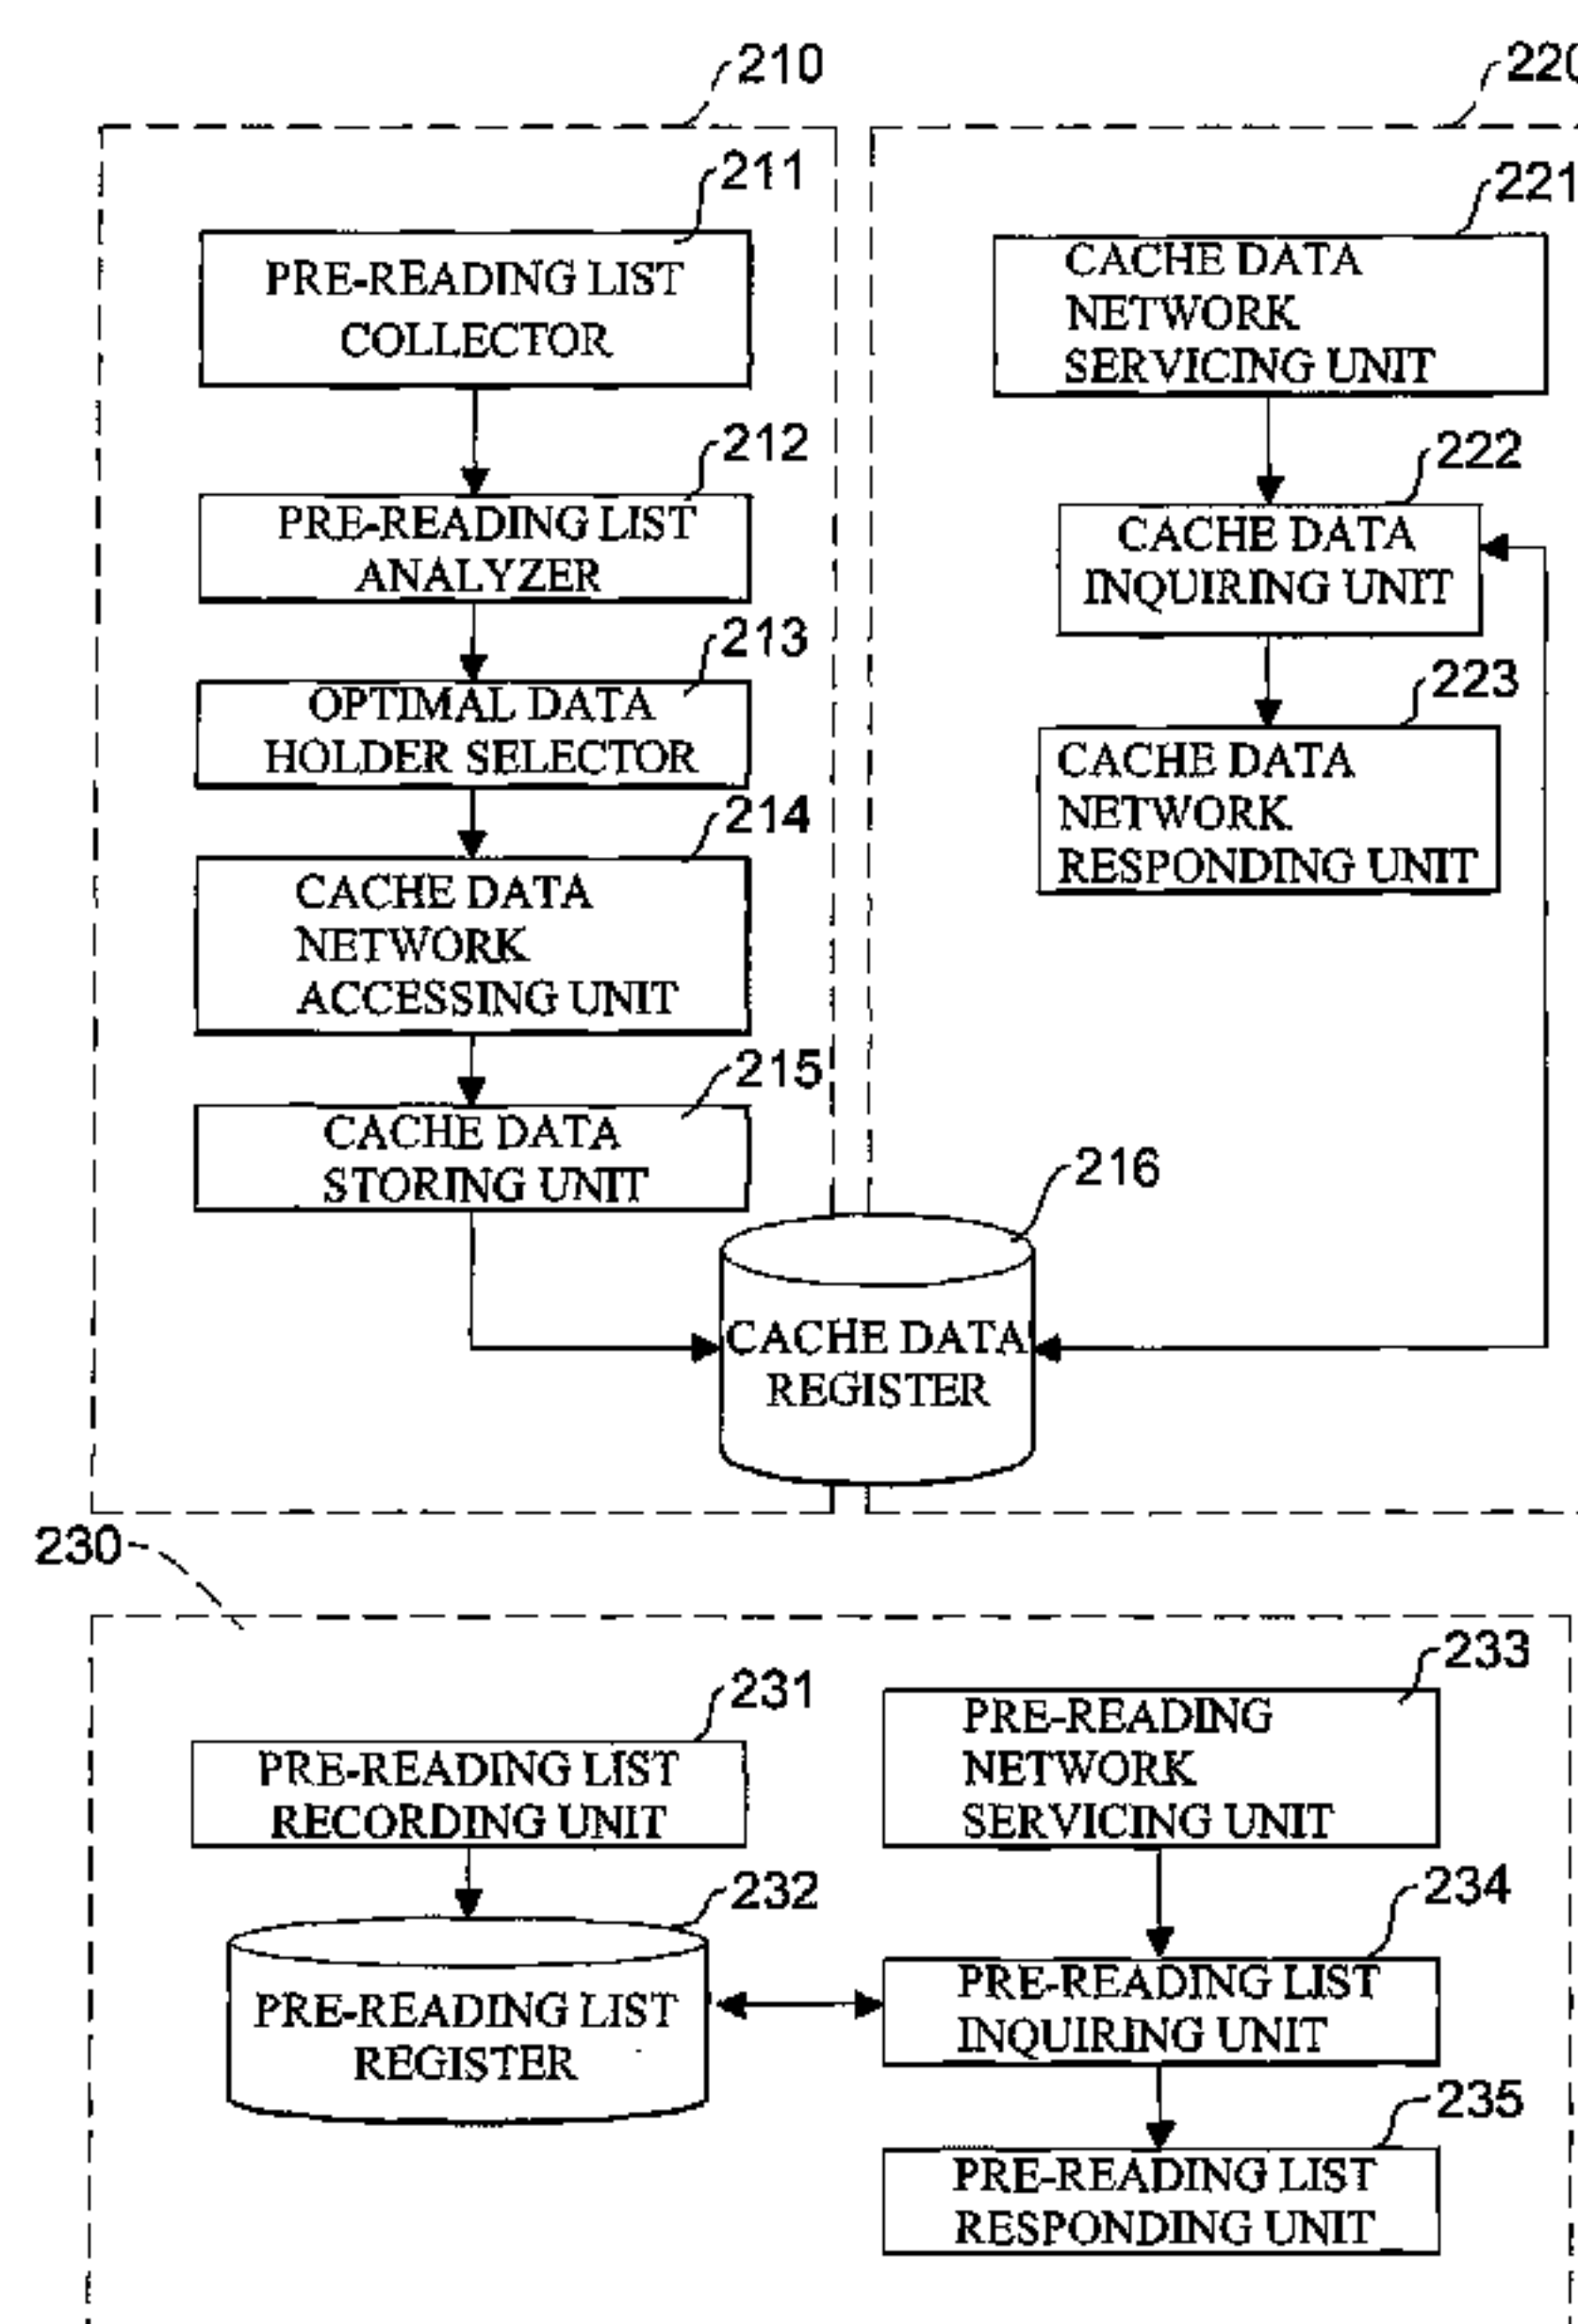 210
220
211
PRE-READING LIST
COLLECTOR
221
CACHE DATA
NETWORK
SERVICING UNIT
212
PRE-READING LIST
ANALYZER
222
CACHE DATA
INQUIRING UNIT
213
OPTIMAL DATA
HOLDER SELECTOR
223
CACHE DATA
NETWORK
RESPONDING UNIT
214
CACHE DATA
NETWORK
ACCESSING UNIT
215
CACHE DATA
STORING UNIT
216
CACHE DATA
REGISTER
230
231
PRE-READING LIST
RECORDING UNIT
233
PRE-READING
NETWORK
SERVICING UNIT
232
PRE-READING LIST
REGISTER
234
PRE-READING LIST
INQUIRING UNIT
235
PRE-READING LIST
RESPONDING UNIT